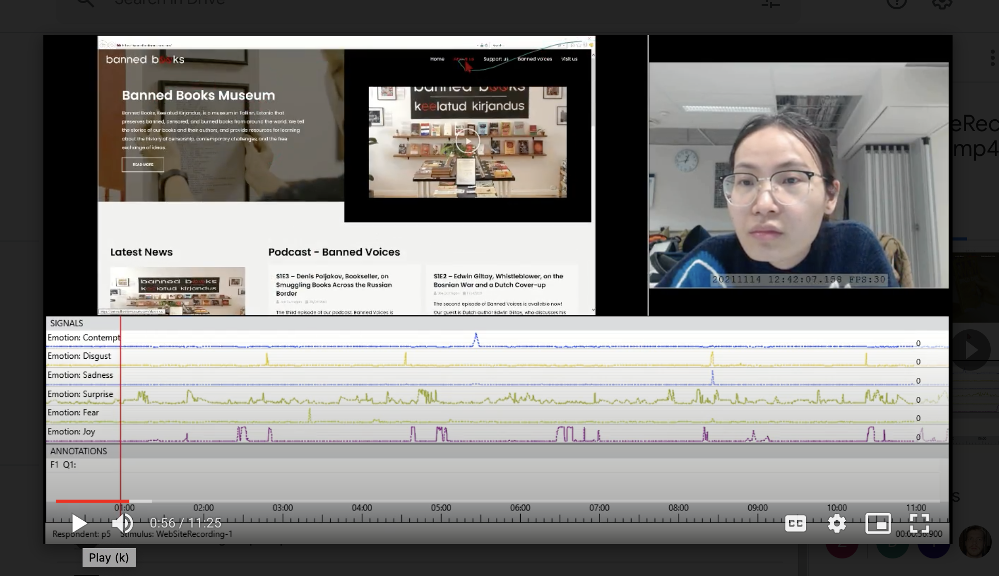 Search in Drive
banned books
Home About us Support us Banned voices Visit us
Banned Books Museum
Banned Books, Keelatud Kirjandus, is a museum in Tallinn, Estonia that
preserves banned, censored, and burned books from around the world. We tell
the stories of our books and their authors, and provide resources for learning
about the history of censorship, contemporary challenges, and the free
exchange of ideas.
READ MORE
banned books
keelatud kirjandus
Latest News
Podcast - Banned Voices
banned books
keelatud kirjandus
S1E3 – Denis Poljakov, Bookseller, on
Smuggling Books Across the Russian
Border
The third episode of our podcast, Banned Voices is
S1E2 – Edwin Giltay, Whistleblower, on the
Bosnian War and a Dutch Cover-up
The second episode of Banned Voices is available now!
Our guest is Dutch author Edwin Giltay, who discusses his
20211114 12:42:07.158 FPS:30
eRec
mp4
SIGNALS
Emotion: Contempt 0
Emotion: Disgust 0
Emotion: Sadness 0
Emotion: Surprise 0
Emotion: Fear 0
Emotion: Joy 0
ANNOTATIONS
F1 Q1:
01:00 02:00 03:00 04:00 05:00 06:00 07:00 08:00 09:00 10:00 11:00
0:56 / 11:25
CC
Respondent: p5 Stimulus: WebSiteRecording-1
00:00:56:900
Play (k)